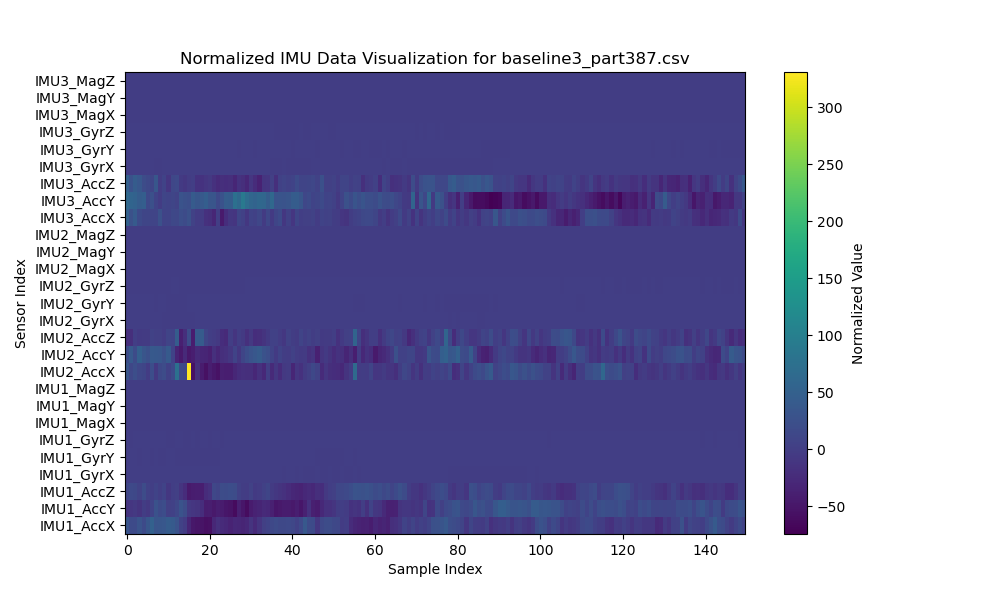 Normalized IMU Data Visualization for baseline3_part387.csv
IMU3_MagZ
IMU3_MagY
IMU3_MagX
IMU3_GyrZ
IMU3_GyrY
IMU3_GyrX
IMU3_AccZ
IMU3_AccY
IMU3_AccX
IMU2_MagZ
IMU2_MagY
IMU2_MagX
IMU2_GyrZ
IMU2_GyrY
IMU2_GyrX
IMU2_AccZ
IMU2_AccY
IMU2_AccX
IMU1_MagZ
IMU1_MagY
IMU1_MagX
IMU1_GyrZ
IMU1_GyrY
IMU1_GyrX
IMU1_AccZ
IMU1_AccY
IMU1_AccX
Sensor Index
0 20 40 60 80 100 120 140
Sample Index
300
250
200
150
100
50
0
−50
Normalized Value